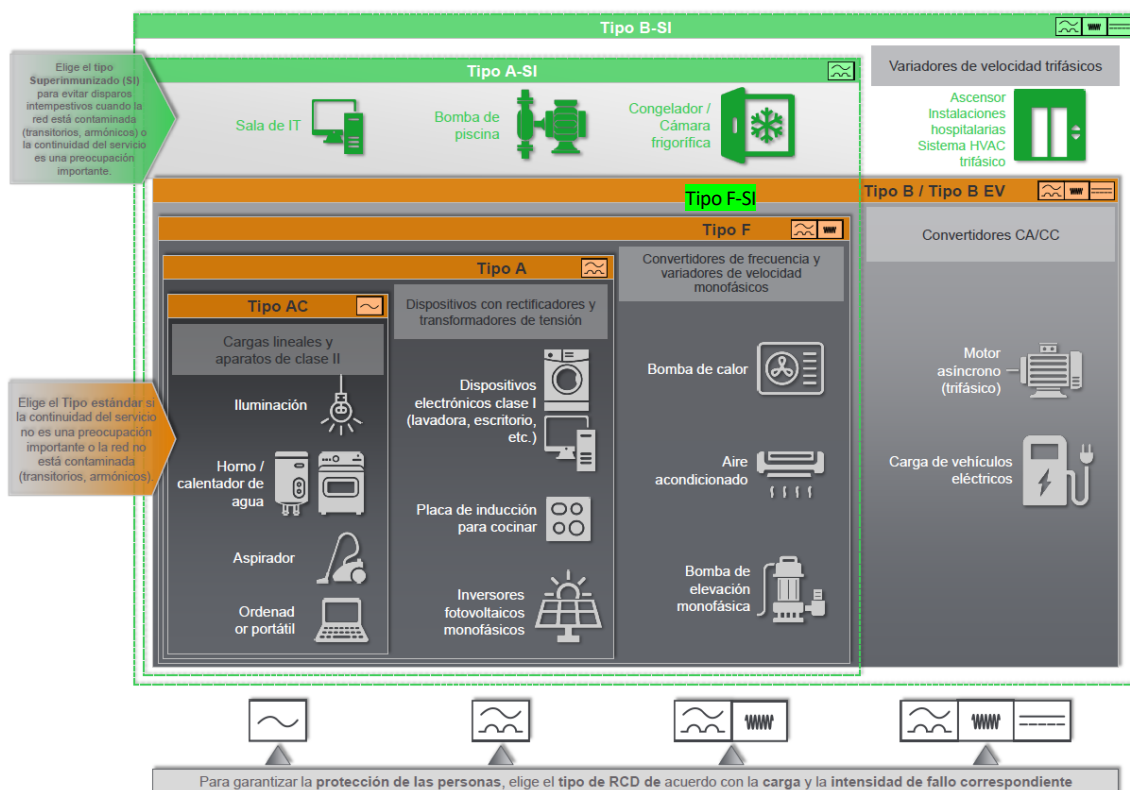 Tipo B-SI
Elige el tipo
Superinmunizado (SI)
para evitar disparos
intempestivos cuando la
red está contaminada
(transitorios, armónicos) o
la continuidad del servicio
es una preocupación
importante.
Tipo A-SI
Sala de IT
Bomba de
piscina
Congelador /
Cámara
frigorífica
Variadores de velocidad trifásicos
Ascensor
Instalaciones
hospitalarias
Sistema HVAC
trifásico
Tipo F-SI
Tipo B / Tipo B EV
Convertidores CA/CC
Motor
asíncrono
(trifásico)
Carga de vehículos
eléctricos
Tipo F
Convertidores de frecuencia y
variadores de velocidad
monofásicos
Bomba de calor
Aire
acondicionado
Bomba de
elevación
monofásica
Tipo A
Dispositivos con rectificadores y
transformadores de tensión
Dispositivos
electrónicos clase I
(lavadora, escritorio,
etc.)
Placa de inducción
para cocinar
Inversores
fotovoltaicos
monofásicos
Tipo AC
Cargas lineales y
aparatos de clase II
Iluminación
Horno /
calentador de
agua
Aspirador
Ordenad
or portátil
Elige el Tipo estándar si
la continuidad del servicio
no es una preocupación
importante o la red no
está contaminada
(transitorios, armónicos).
Para garantizar la protección de las personas, elige el tipo de RCD de acuerdo con la carga y la intensidad de fallo correspondiente